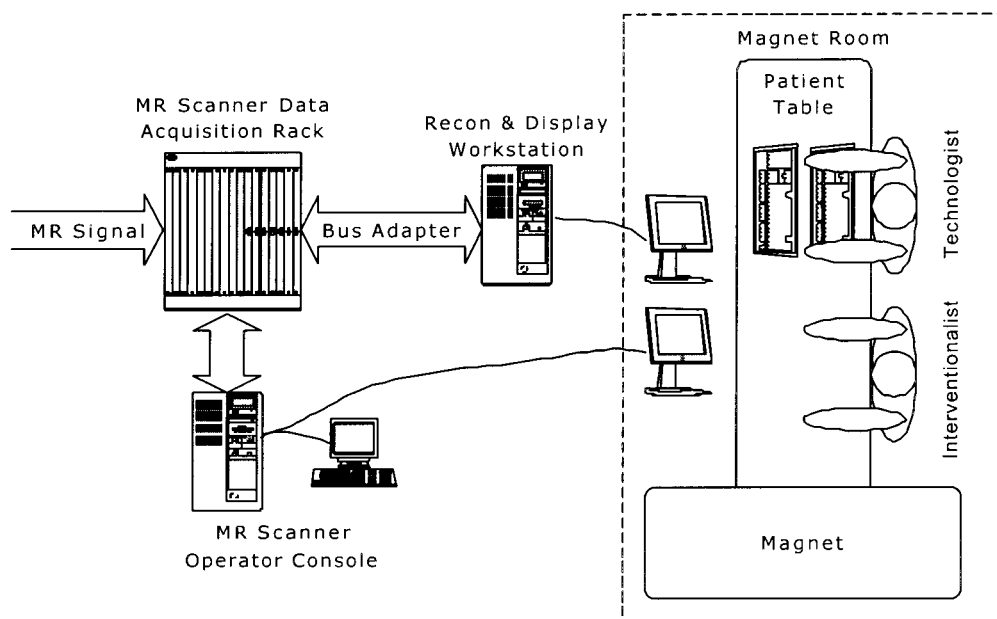 Magnet Room
Patient
Table
MR Scanner Data
Acquisition Rack
Recon & Display
Workstation
Technologist
MR Signal
Bus Adapter
Interventionalist
MR Scanner
Operator Console
Magnet